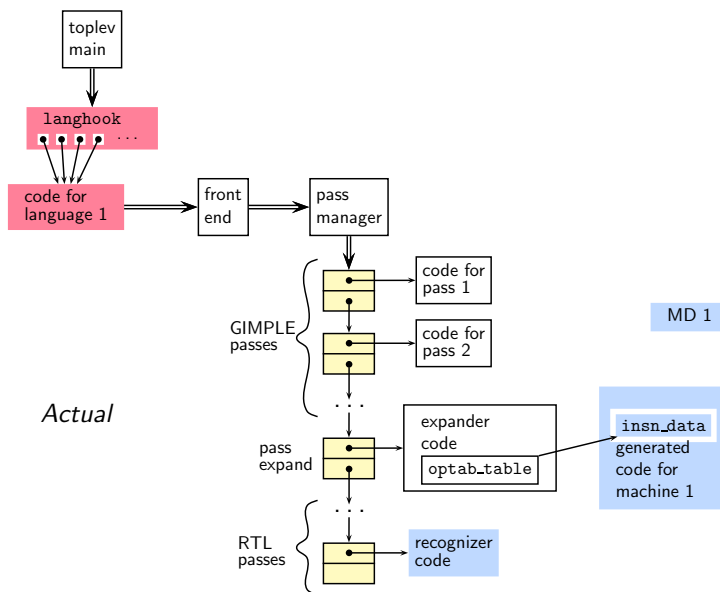 toplev
main
langhook
. . .
code for
language 1
front
end
pass
manager
code for
pass 1
GIMPLE
passes
code for
pass 2
MD 1
. . .
Actual
pass
expand
expander
code
optab_table
insn_data
generated
code for
machine 1
. . .
RTL
passes
recognizer
code